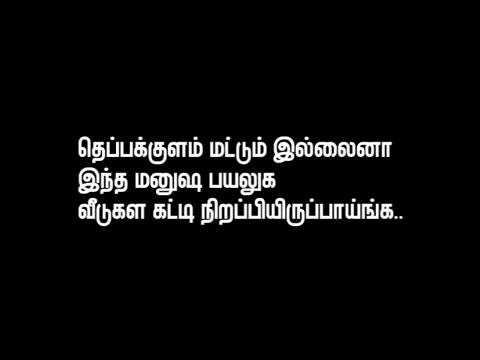 தெப்பக்குளம் மட்டும் இல்லைனா
இந்த மனுஷ பயலுக
வீடுகள கட்டி நிறப்பியிருப்பாய்ங்க..